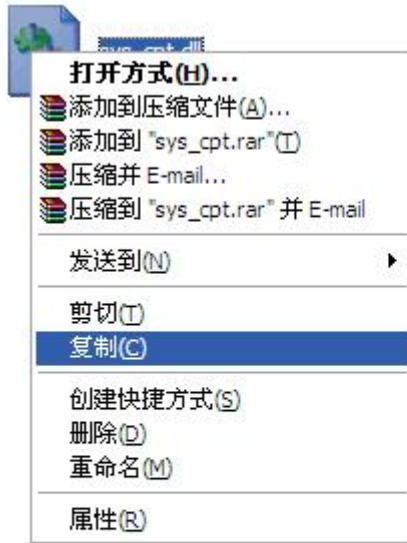 sys_cpt.dll
打开方式(H)...
添加到压缩文件(A)...
添加到 "sys_cpt.rar"(T)
压缩并 E-mail...
压缩到 "sys_cpt.rar" 并 E-mail
发送到(N)
剪切(T)
复制(C)
创建快捷方式(S)
删除(D)
重命名(M)
属性(R)